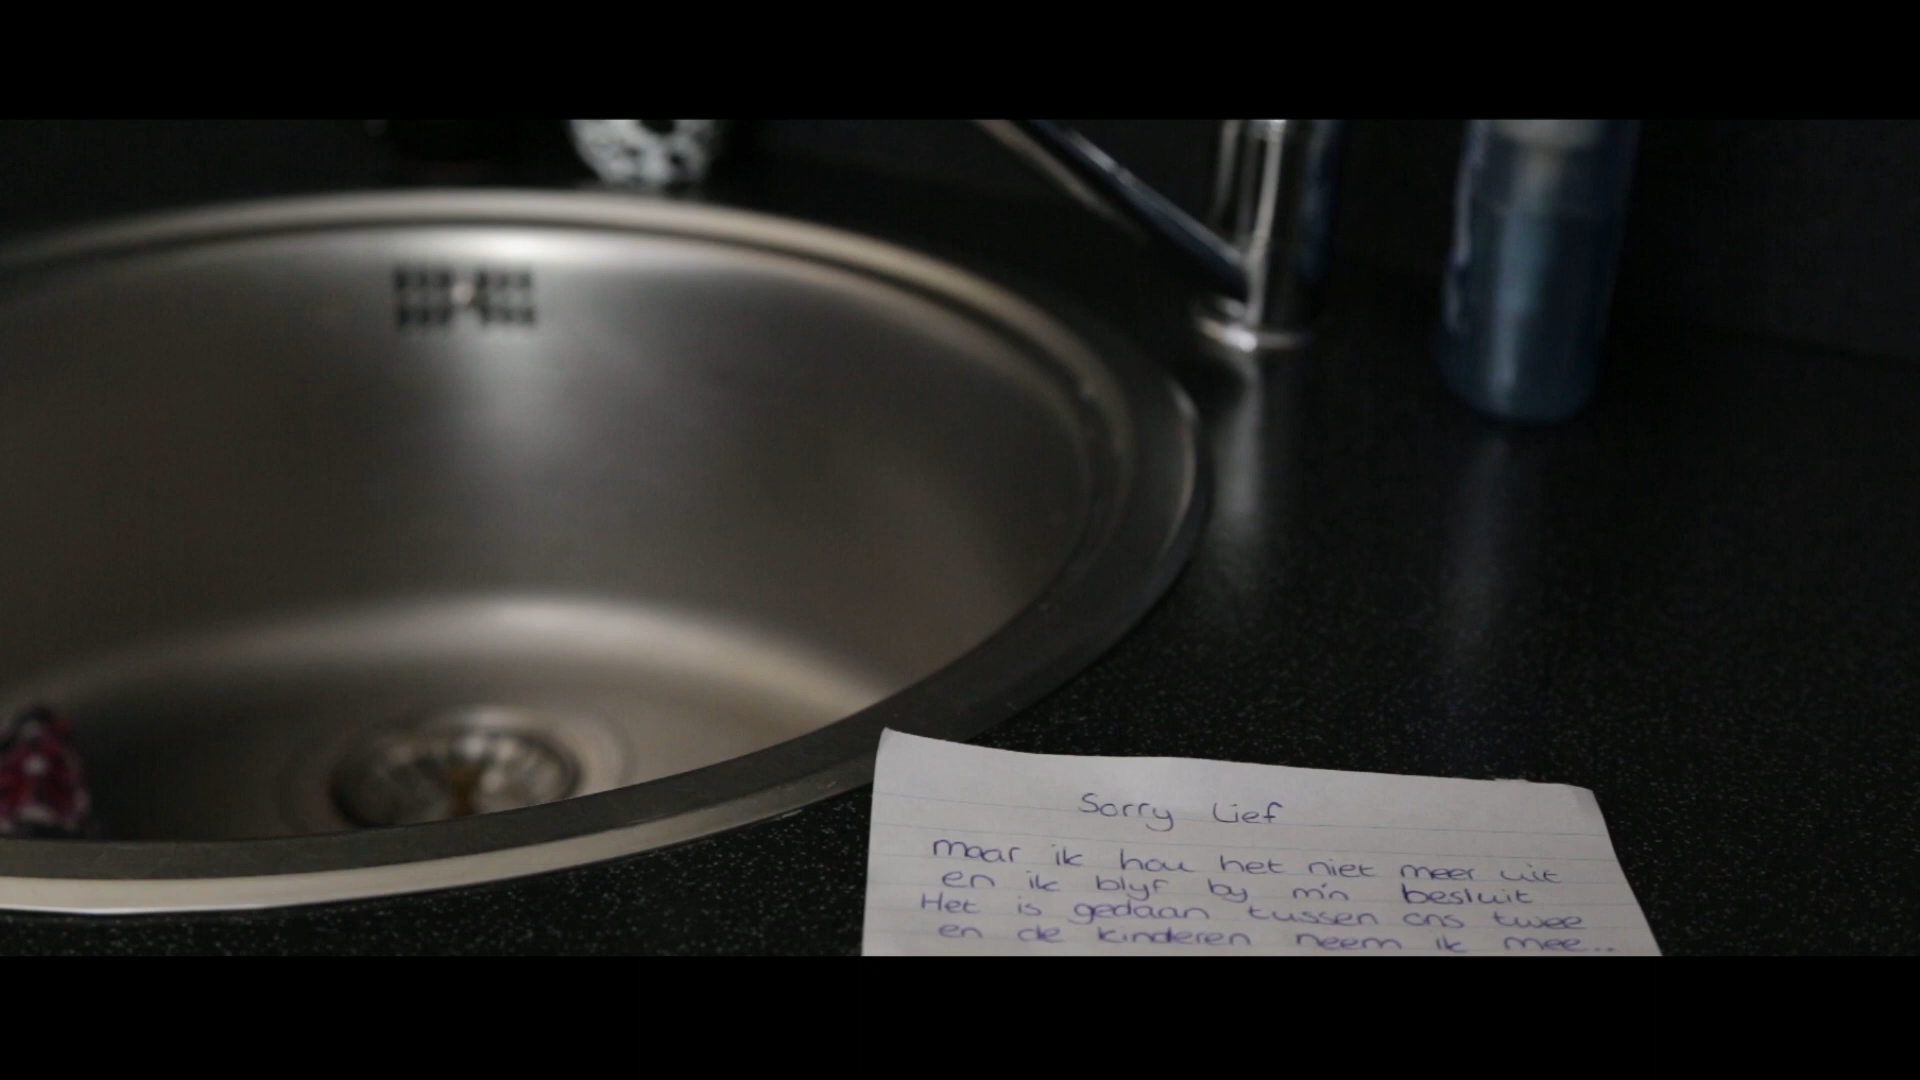 Sorry Lief
maar ik hou het niet meer uit
en ik blyf by m'n besluit
Het is gedaan tussen ons twee
en de kinderen neem ik mee...